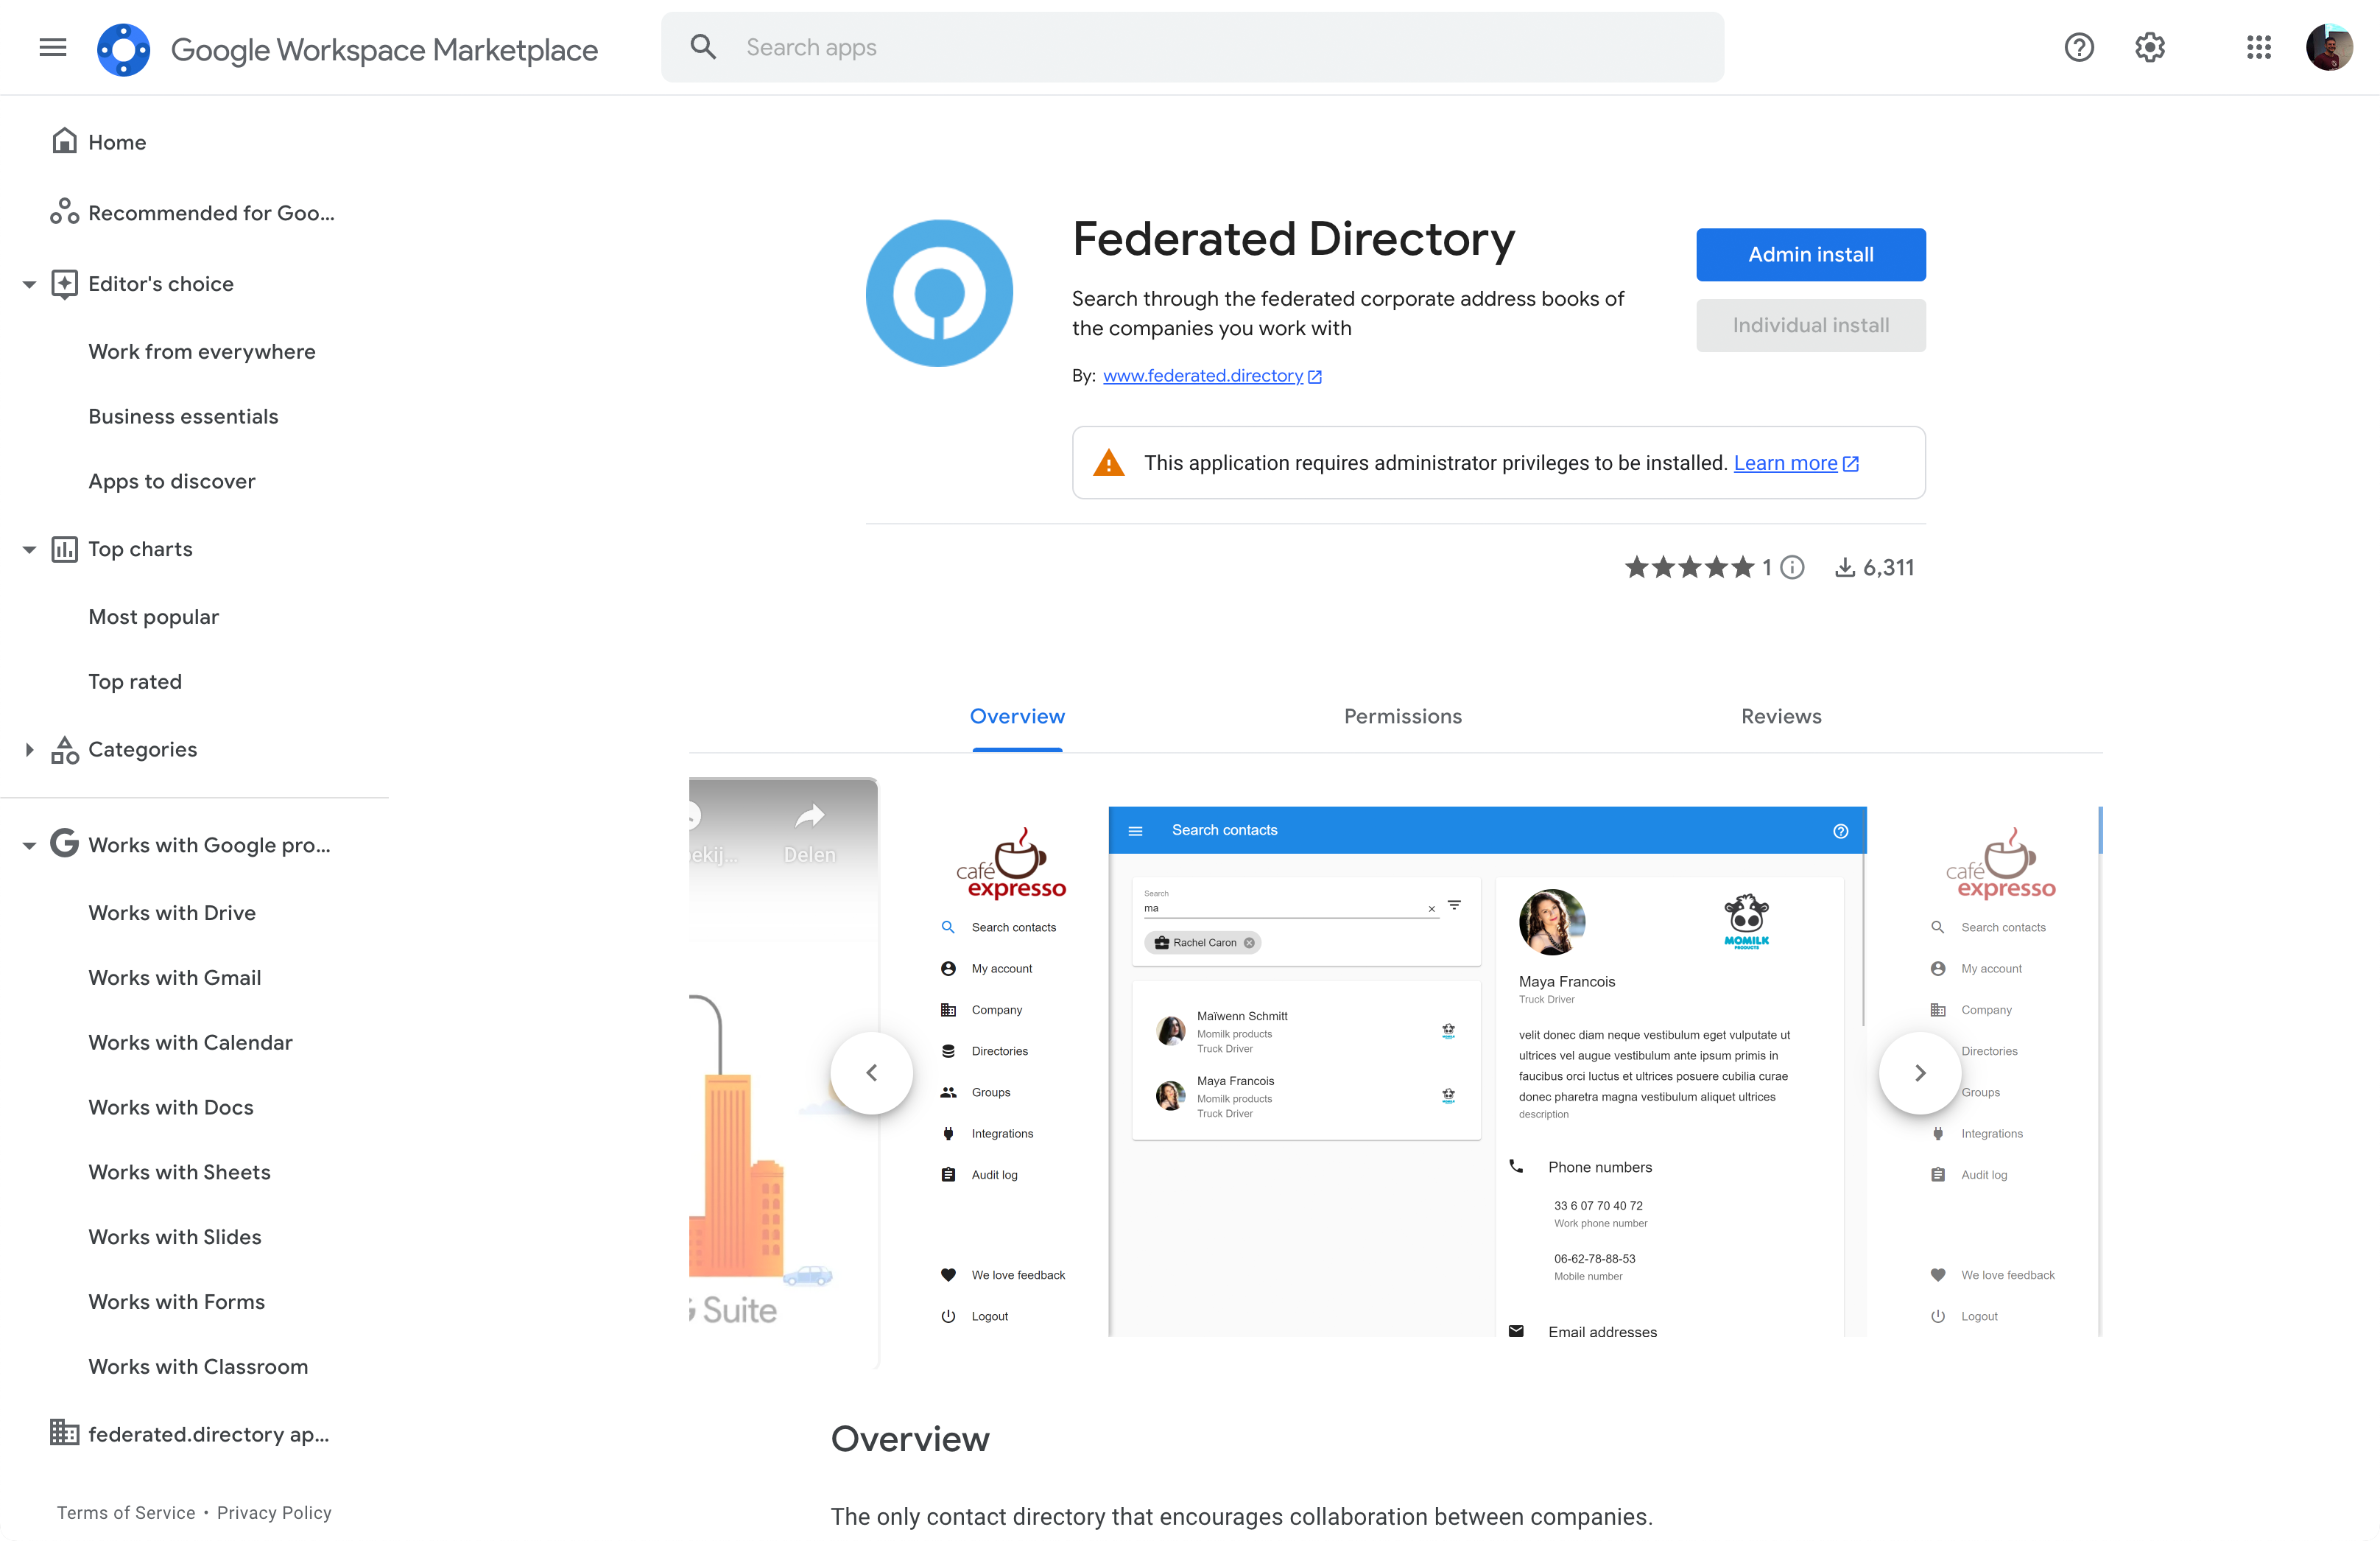 Google Workspace Marketplace
Search apps
Home
Recommended for Goo...
Editor's choice
Work from everywhere
Business essentials
Apps to discover
Top charts
Most popular
Top rated
Categories
Works with Google pro...
Works with Drive
Works with Gmail
Works with Calendar
Works with Docs
Works with Sheets
Works with Slides
Works with Forms
Works with Classroom
federated.directory ap...
Terms of Service • Privacy Policy
Federated Directory
Search through the federated corporate address books of
the companies you work with
By: www.federated.directory
Admin install
Individual install
This application requires administrator privileges to be installed. Learn more
1
6,311
Overview
Permissions
Reviews
Delen
Suite
café
expresso
Search contacts
My account
Company
Directories
Groups
Integrations
Audit log
We love feedback
Logout
Search contacts
Search
ma
Rachel Caron
Maïwenn Schmitt
Momilk products
Truck Driver
Maya Francois
Momilk products
Truck Driver
MOMILK
PRODUCTS
Maya Francois
Truck Driver
velit donec diam neque vestibulum eget vulputate ut
ultrices vel augue vestibulum ante ipsum primis in
faucibus orci luctus et ultrices posuere cubilia curae
donec pharetra magna vestibulum aliquet ultrices
description
Phone numbers
33 6 07 70 40 72
Work phone number
06-62-78-88-53
Mobile number
Email addresses
café
expresso
Search contacts
My account
Company
Directories
Groups
Integrations
Audit log
We love feedback
Logout
Overview
The only contact directory that encourages collaboration between companies.